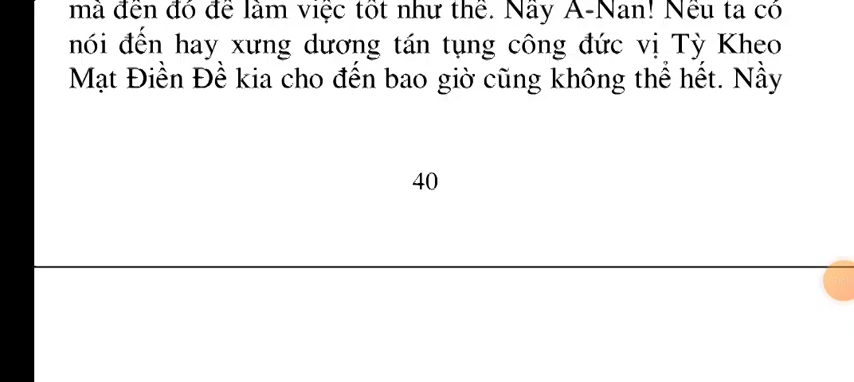 mà đến đó để làm việc tốt như thế. Nầy A-Nan! Nếu ta có
nói đến hay xưng dương tán tụng công đức vị Tỳ Kheo
Mạt Điền Đề kia cho đến bao giờ cũng không thể hết. Nầy
40